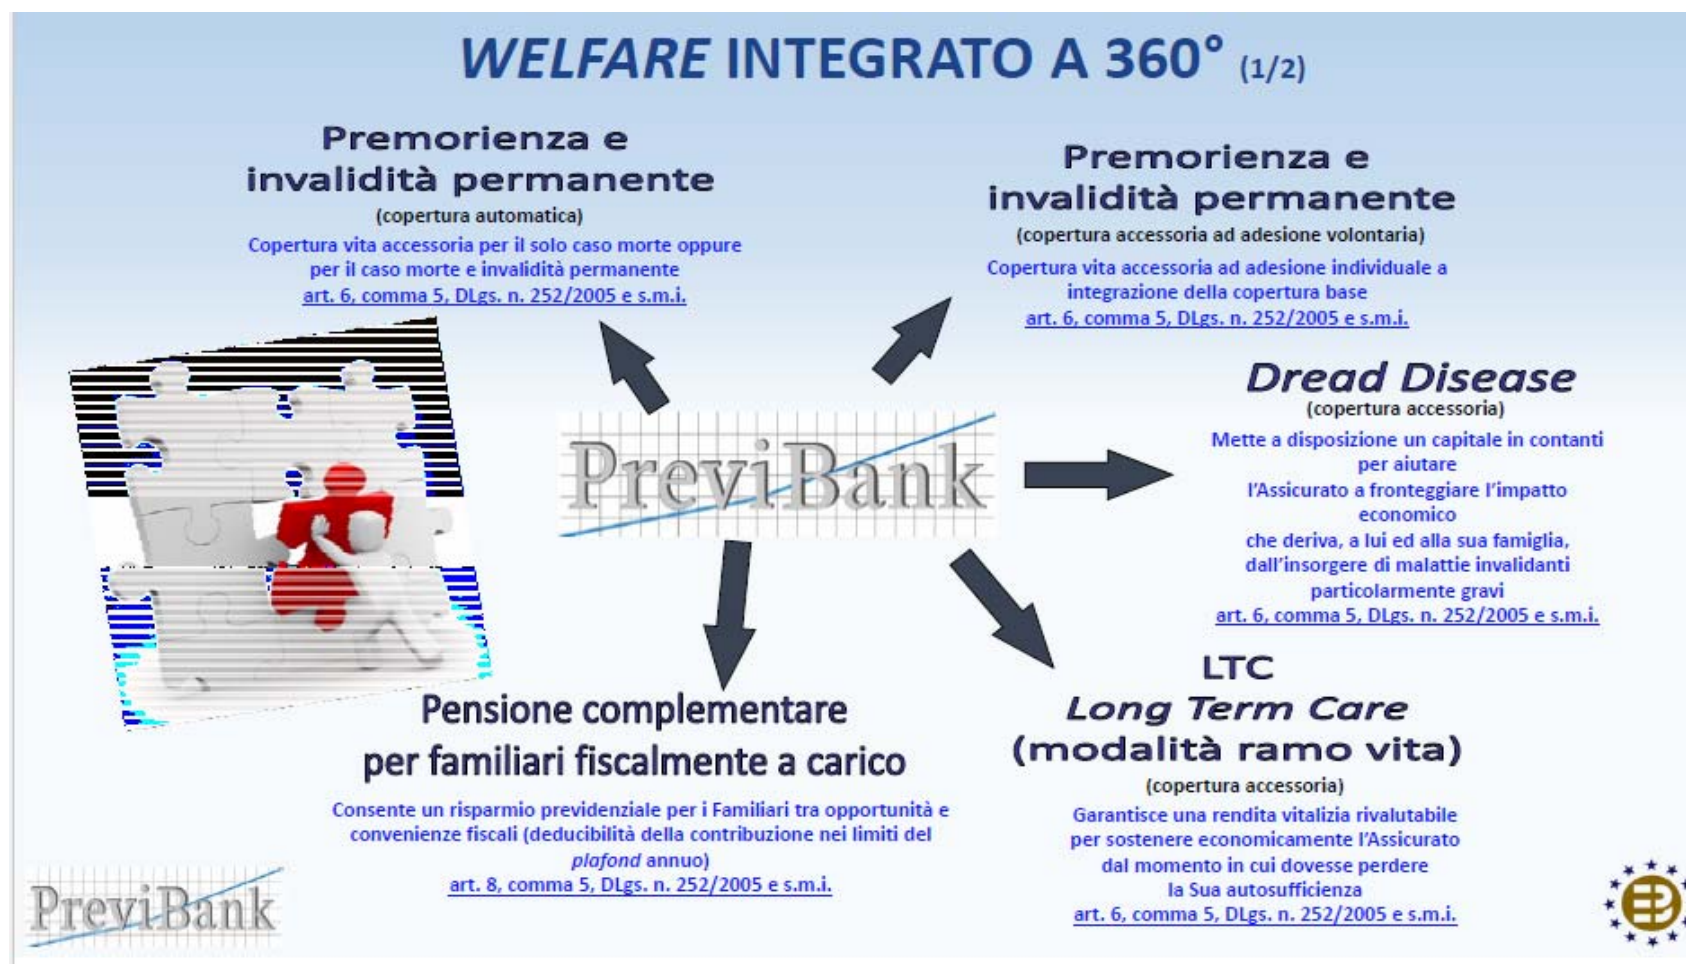 WELFARE INTEGRATO A 360° (1/2)
Premorienza e
invalidità permanente
(copertura automatica)
Copertura vita accessoria per il solo caso morte oppure
per il caso morte e invalidità permanente
art. 6, comma 5, DLgs. n. 252/2005 e s.m.i.
Premorienza e
invalidità permanente
(copertura accessoria ad adesione volontaria)
Copertura vita accessoria ad adesione individuale a
integrazione della copertura base
art. 6, comma 5, DLgs. n. 252/2005 e s.m.i.
Dread Disease
(copertura accessoria)
Mette a disposizione un capitale in contanti
per aiutare
l'Assicurato a fronteggiare l'impatto
economico
che deriva, a lui ed alla sua famiglia,
dall'insorgere di malattie invalidanti
particolarmente gravi
art. 6, comma 5, DLgs. n. 252/2005 e s.m.i.
PreviBank
LTC
Long Term Care
(modalità ramo vita)
(copertura accessoria)
Garantisce una rendita vitalizia rivalutabile
per sostenere economicamente l'Assicurato
dal momento in cui dovesse perdere
la Sua autosufficienza
art. 6, comma 5, DLgs. n. 252/2005 e s.m.i.
Pensione complementare
per familiari fiscalmente a carico
Consente un risparmio previdenziale per i Familiari tra opportunità e
convenienze fiscali (deducibilità della contribuzione nei limiti del
plafond annuo)
art. 8, comma 5, DLgs. n. 252/2005 e s.m.i.
PreviBank